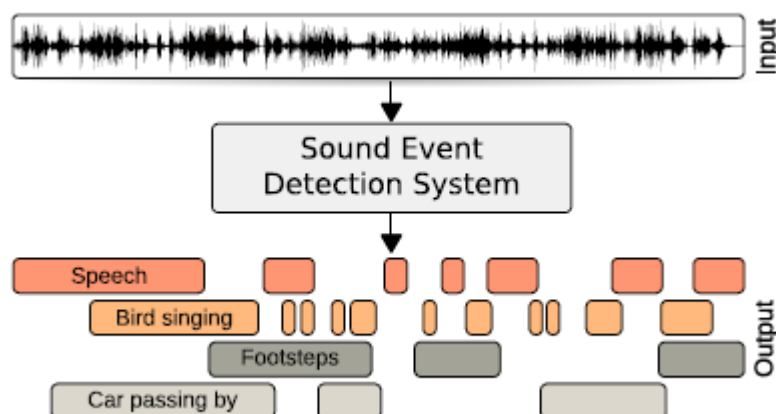 Input
Sound Event
Detection System
Speech
Bird singing
Footsteps
Car passing by
Output